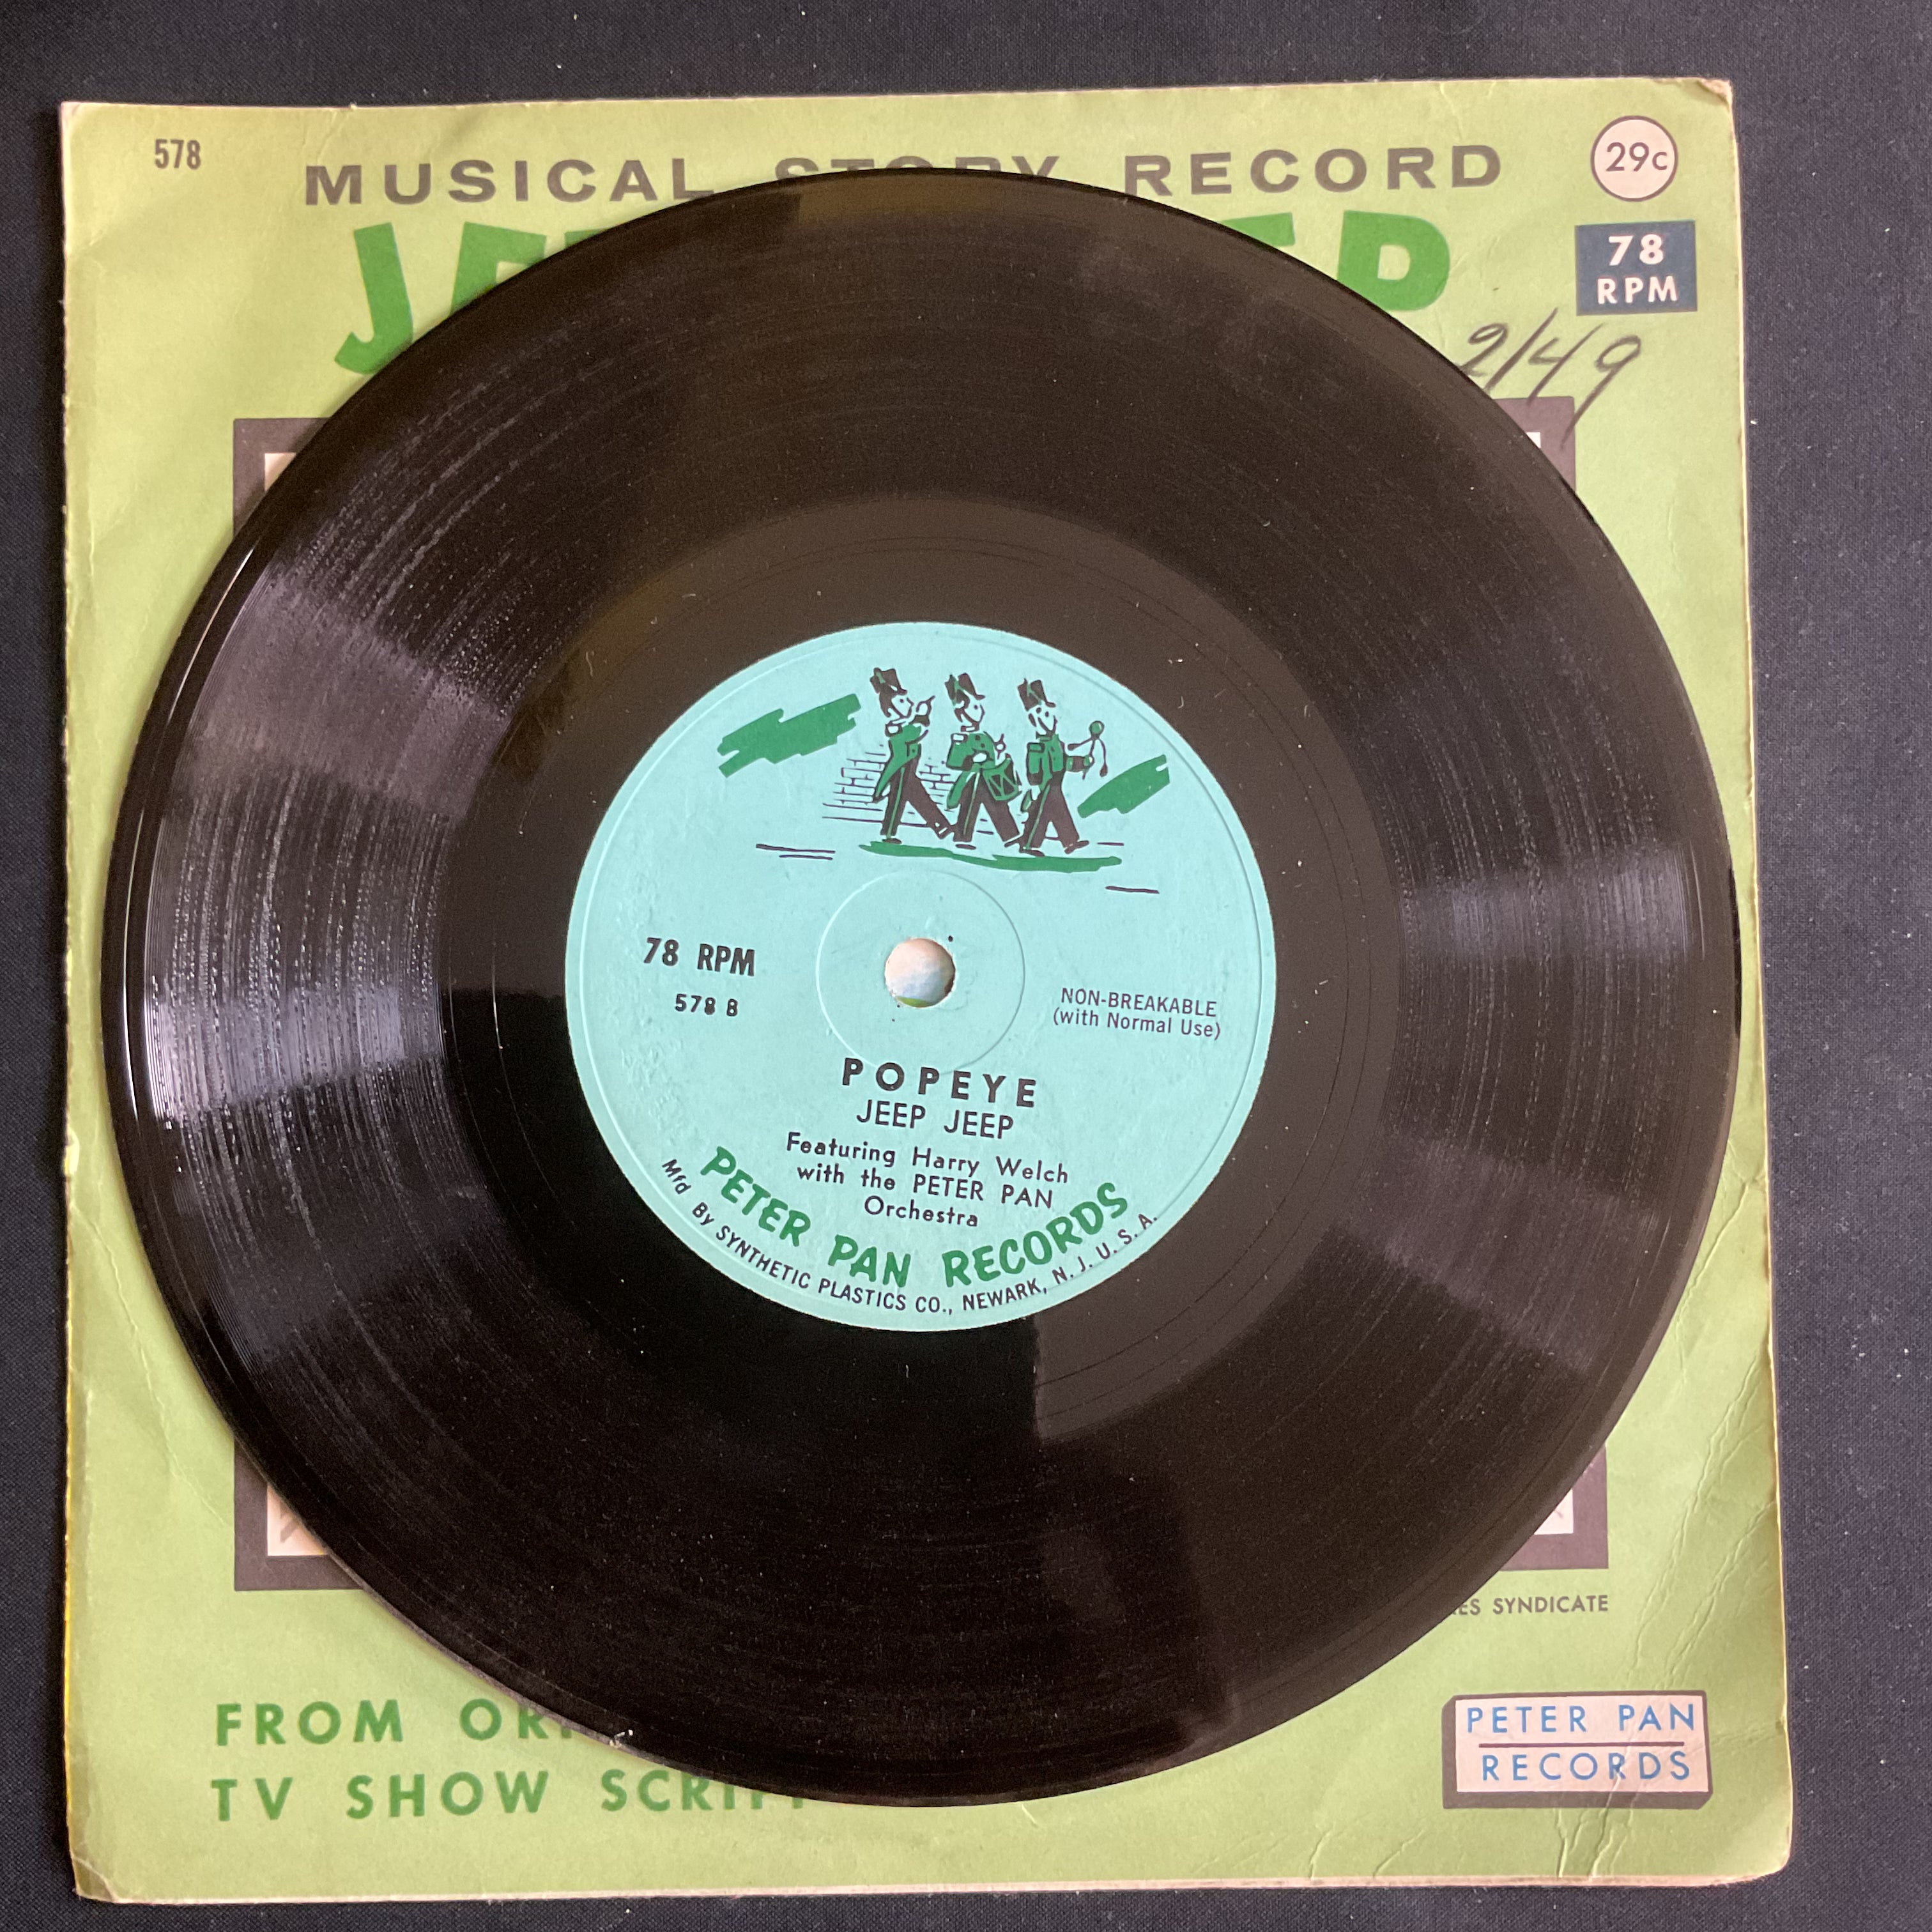 578
MUSICAL STORY RECORD
29c
78
RPM
2/49
78 RPM
578 B
NON-BREAKABLE
(with Normal Use)
POPEYE
JEEP JEEP
Featuring Harry Welch
with the PETER PAN
Orchestra
PETER PAN RECORDS
Mfd By SYNTHETIC PLASTICS CO., NEWARK, N. J. U. S. A.
SYNDICATE
FROM
TV SHOW SCRIPT
PETER PAN
RECORDS